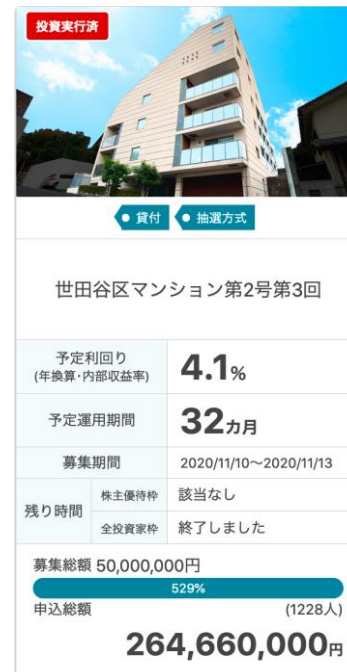 投資実行済
貸付 抽選方式
世田谷区マンション第2号第3回
予定利回り
(年換算・内部収益率)
4.1%
予定運用期間
32カ月
募集期間
2020/11/10~2020/11/13
残り時間
株主優待枠
該当なし
全投資家枠
終了しました
募集総額 50,000,000円
529%
申込総額
(1228人)
264,660,000円